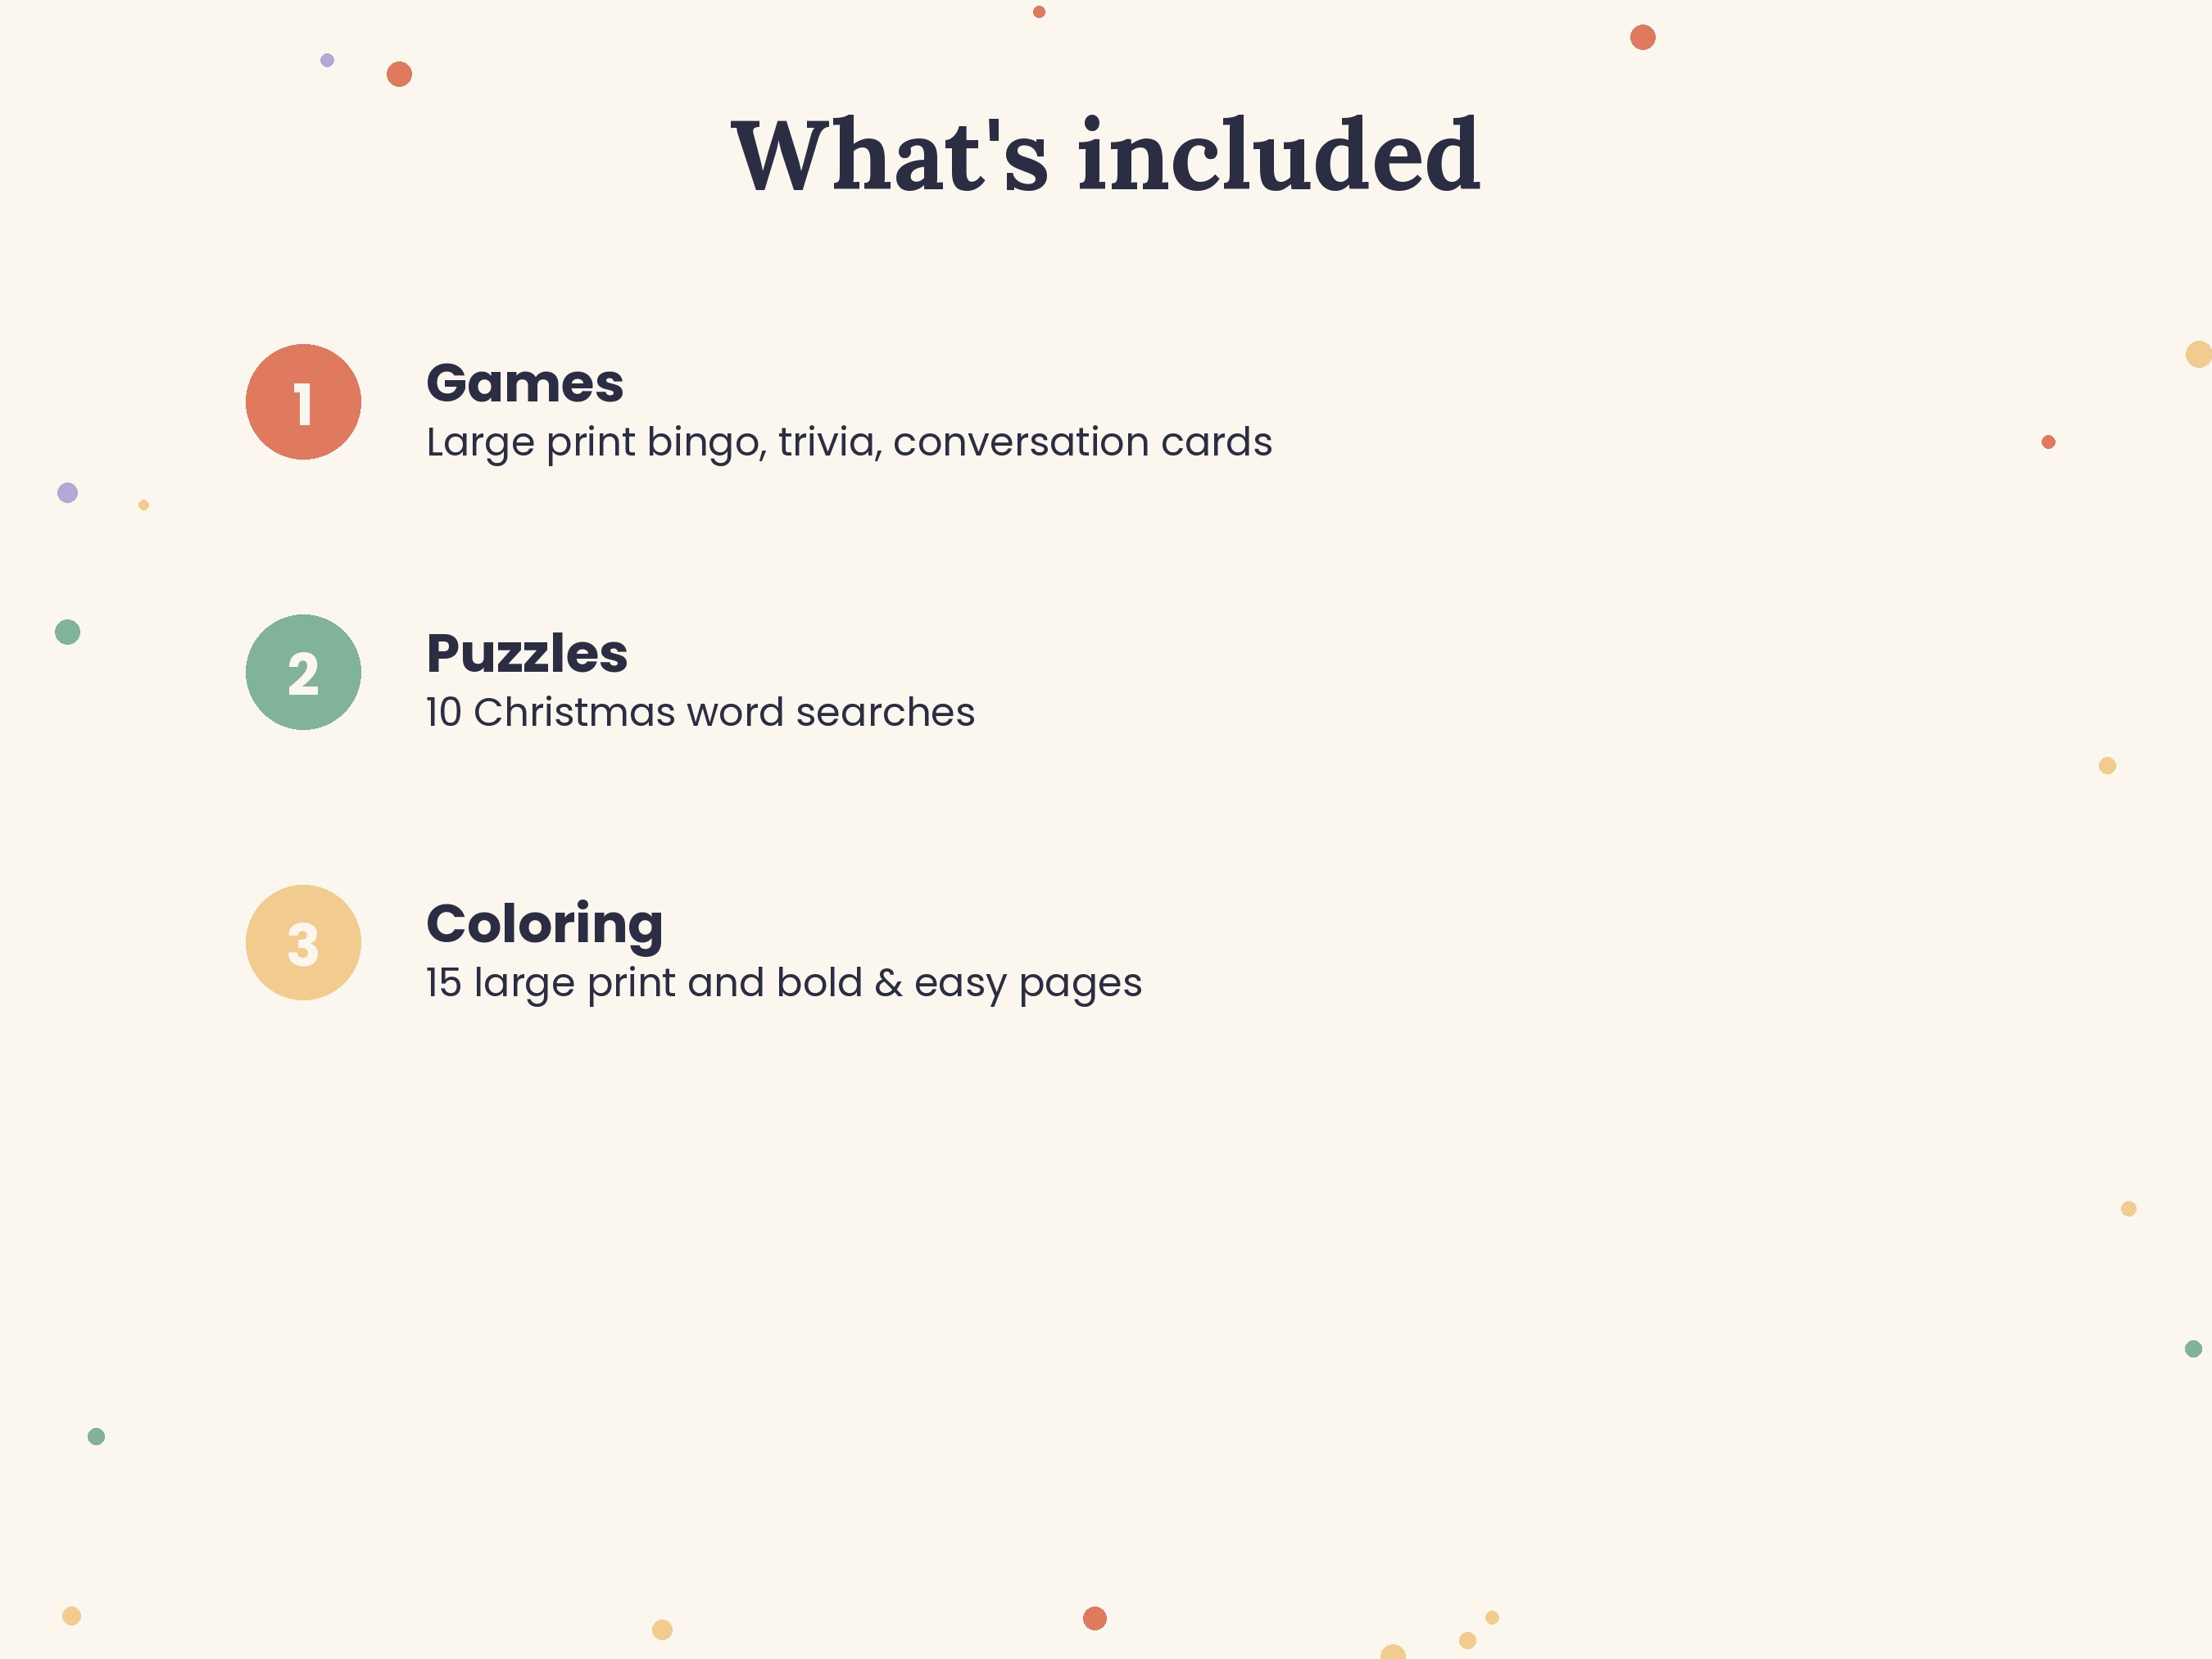 What's included
1
Games
Large print bingo, trivia, conversation cards
2
Puzzles
10 Christmas word searches
3
Coloring
15 large print and bold & easy pages